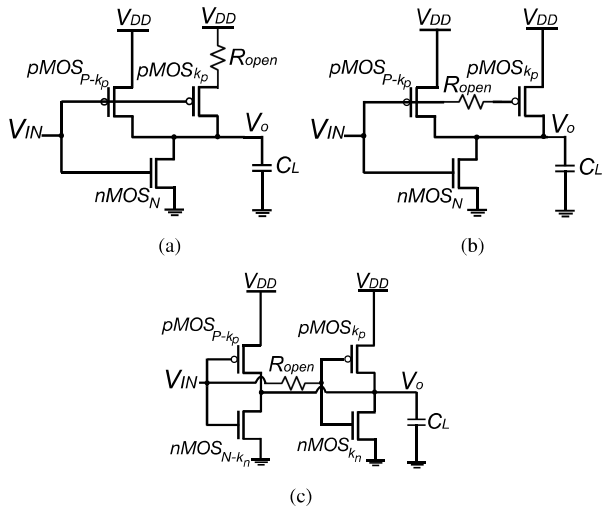 VDD
VDD
pMOSP-kp
pMOSkp
Ropen
VIN
Vo
CL
nMOSN
(a)
VDD
VDD
pMOSP-kp
pMOSkp
Ropen
VIN
Vo
CL
nMOSN
(b)
VDD
VDD
pMOSP-kp
pMOSkp
Ropen
VIN
Vo
CL
nMOSN-kn
nMOSkn
(c)